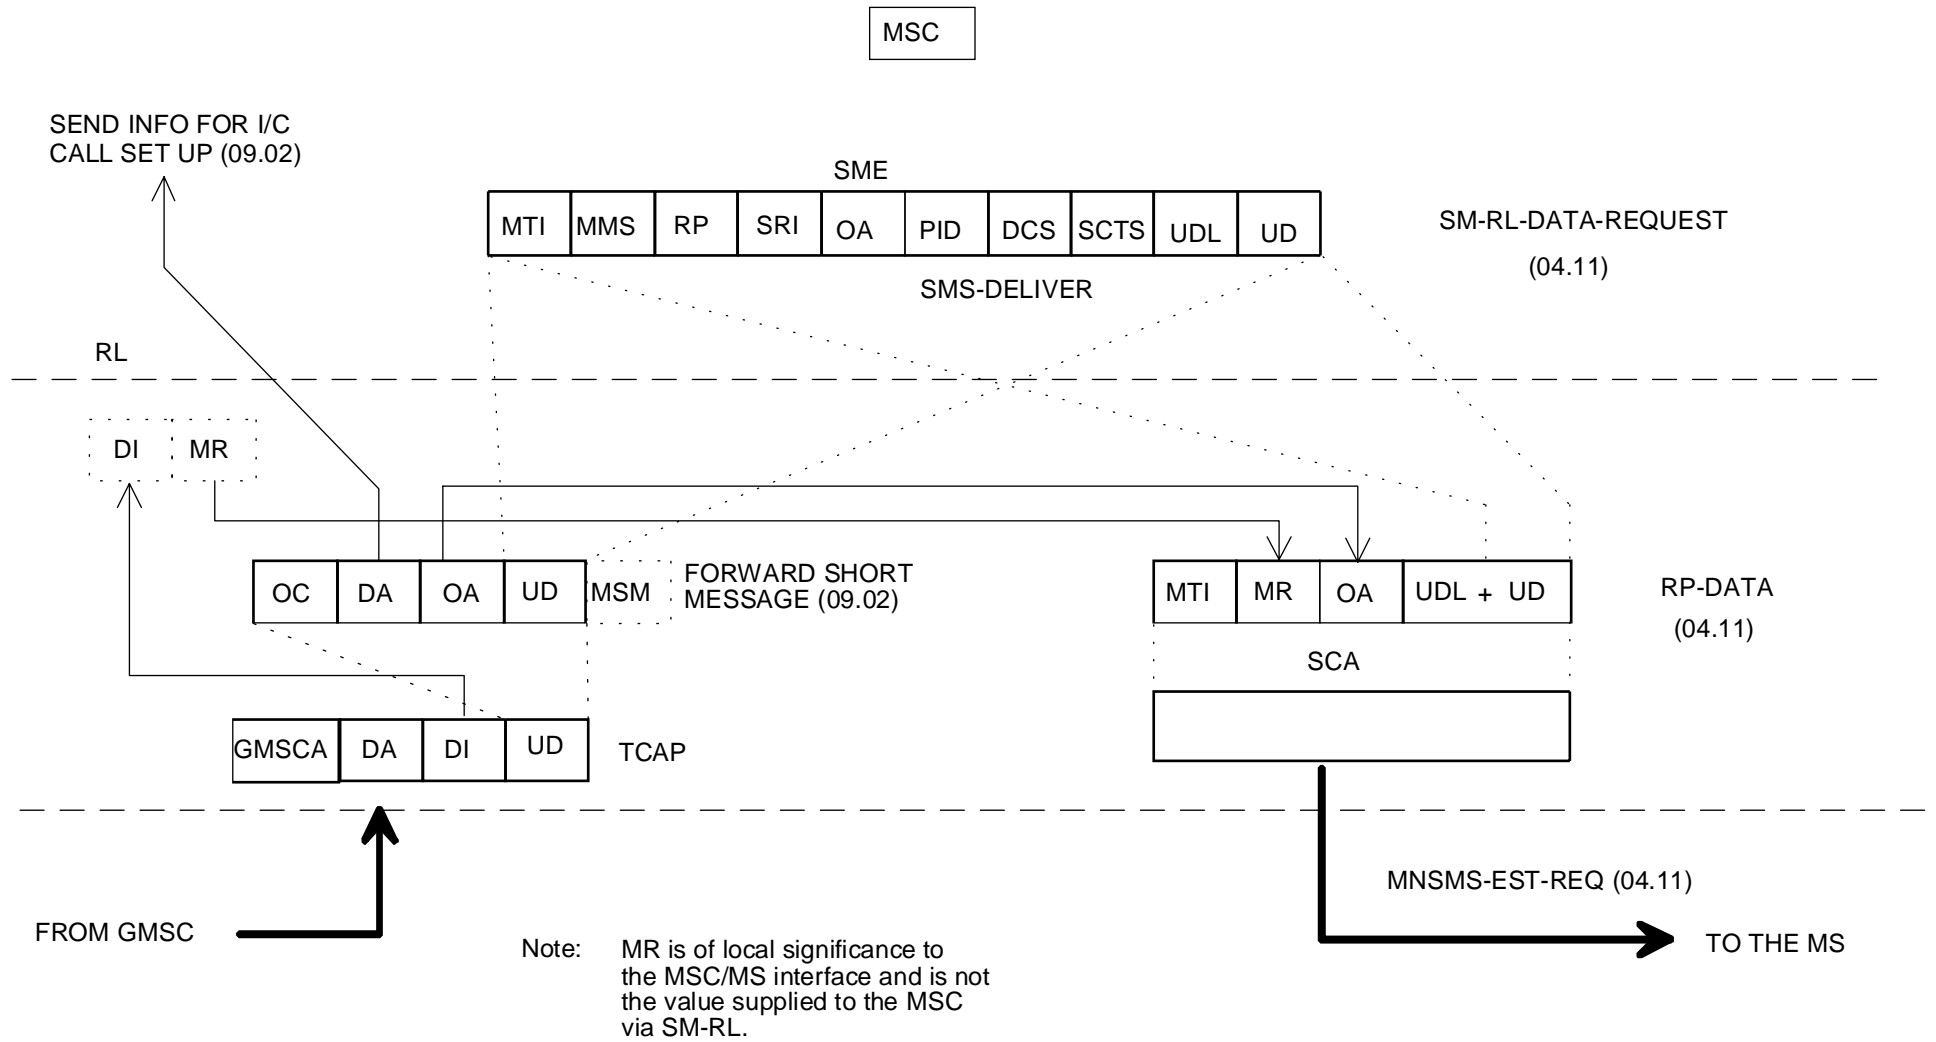 MSC
SEND INFO FOR I/C
CALL SET UP (09.02)
SME
MTI MMS RP SRI OA PID DCS SCTS UDL UD
SM-RL-DATA-REQUEST
(04.11)
SMS-DELIVER
RL
DI MR
OC DA OA UD MSM
FORWARD SHORT
MESSAGE (09.02)
MTI MR OA UDL + UD
RP-DATA
(04.11)
SCA
GMSCA DA DI UD TCAP
MNSMS-EST-REQ (04.11)
FROM GMSC
TO THE MS
Note: MR is of local significance to
the MSC/MS interface and is not
the value supplied to the MSC
via SM-RL.